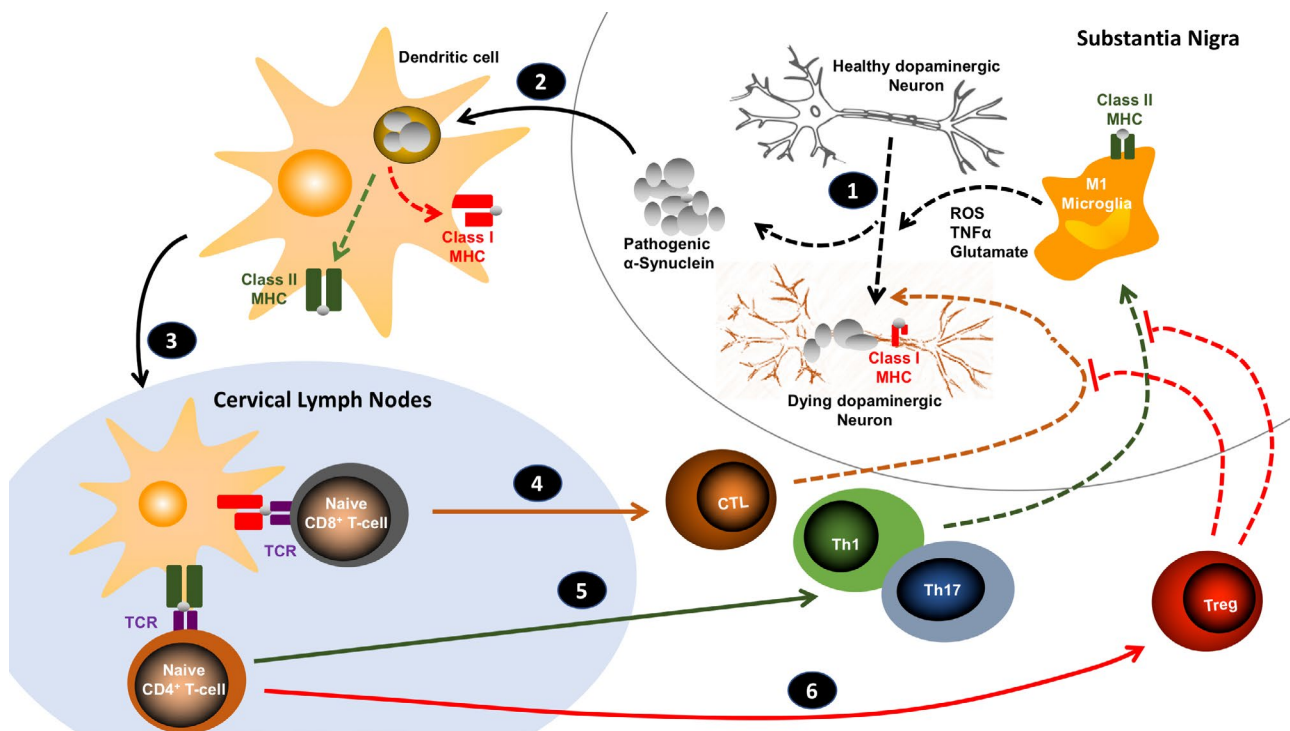 Substantia Nigra
Dendritic cell
2
Healthy dopaminergic
Neuron
Class II
MHC
1
M1
Microglia
ROS
TNFα
Glutamate
Class I
MHC
Pathogenic
α-Synuclein
Class II
MHC
3
Class I
MHC
Dying dopaminergic
Neuron
Cervical Lymph Nodes
Naive
CD8⁺ T-cell
TCR
4
CTL
Th1
Th17
5
TCR
Treg
Naive
CD4⁺ T-cell
6